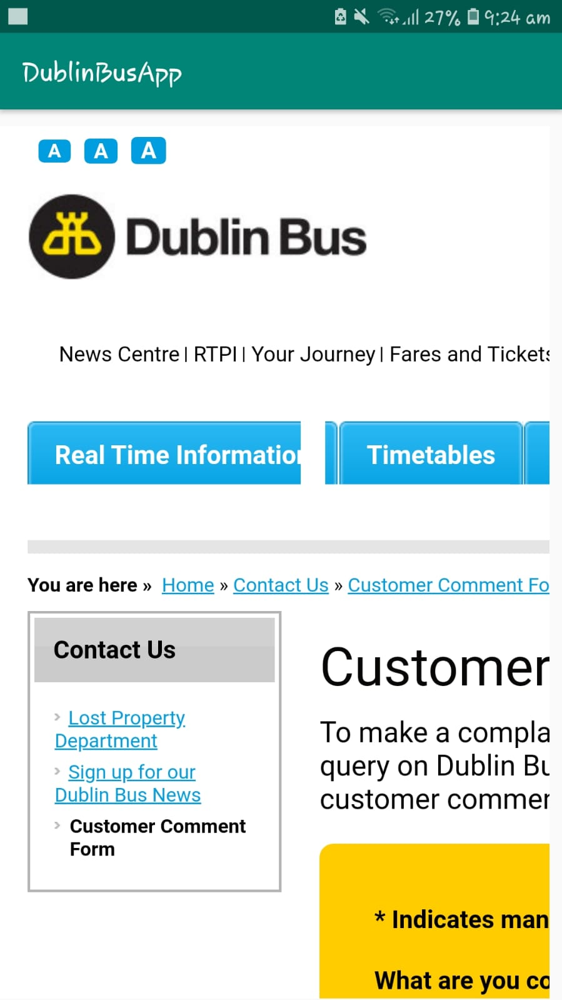 27% 9:24 am
DublinBusApp
A A A
Dublin Bus
News Centre | RTPI | Your Journey | Fares and Tickets
Real Time Information Timetables
You are here » Home » Contact Us » Customer Comment Fo
Contact Us
› Lost Property
Department
› Sign up for our
Dublin Bus News
› Customer Comment
Form
Customer
To make a compla
query on Dublin Bu
customer commen
* Indicates man
What are you co